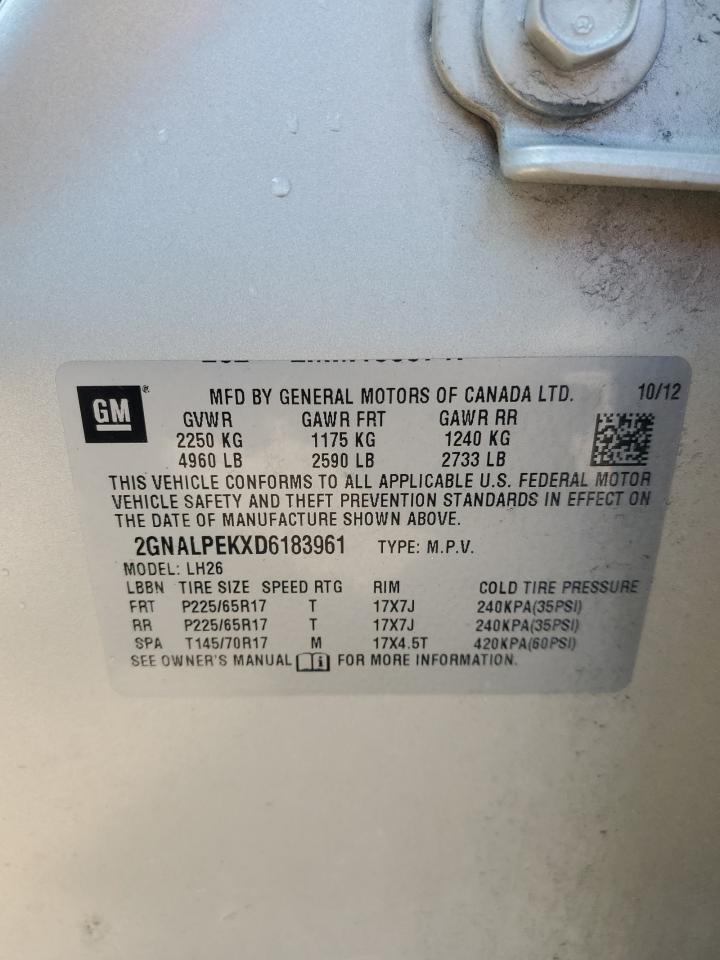 MFD BY GENERAL MOTORS OF CANADA LTD. 10/12
GM®
GVWR GAWR FRT GAWR RR
2250 KG 1175 KG 1240 KG
4960 LB 2590 LB 2733 LB
THIS VEHICLE CONFORMS TO ALL APPLICABLE U.S. FEDERAL MOTOR
VEHICLE SAFETY AND THEFT PREVENTION STANDARDS IN EFFECT ON
THE DATE OF MANUFACTURE SHOWN ABOVE.
2GNALPEKXD6183961 TYPE: M.P.V.
MODEL: LH26
LBBN TIRE SIZE SPEED RTG RIM COLD TIRE PRESSURE
FRT P225/65R17 T 17X7J 240KPA(35PSI)
RR P225/65R17 T 17X7J 240KPA(35PSI)
SPA T145/70R17 M 17X4.5T 420KPA(60PSI)
SEE OWNER'S MANUAL FOR MORE INFORMATION.